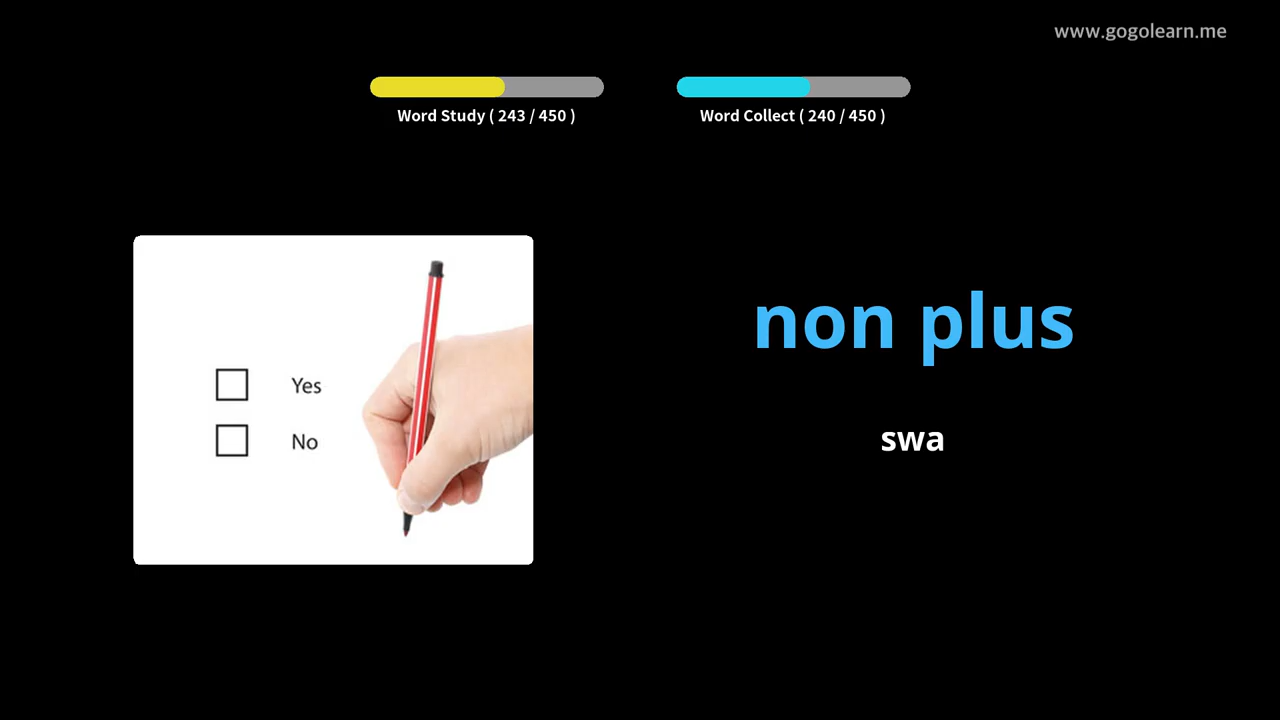 www.gogolearn.me
Word Study ( 243 / 450 )
Word Collect ( 240 / 450 )
Yes
No
non plus
swa